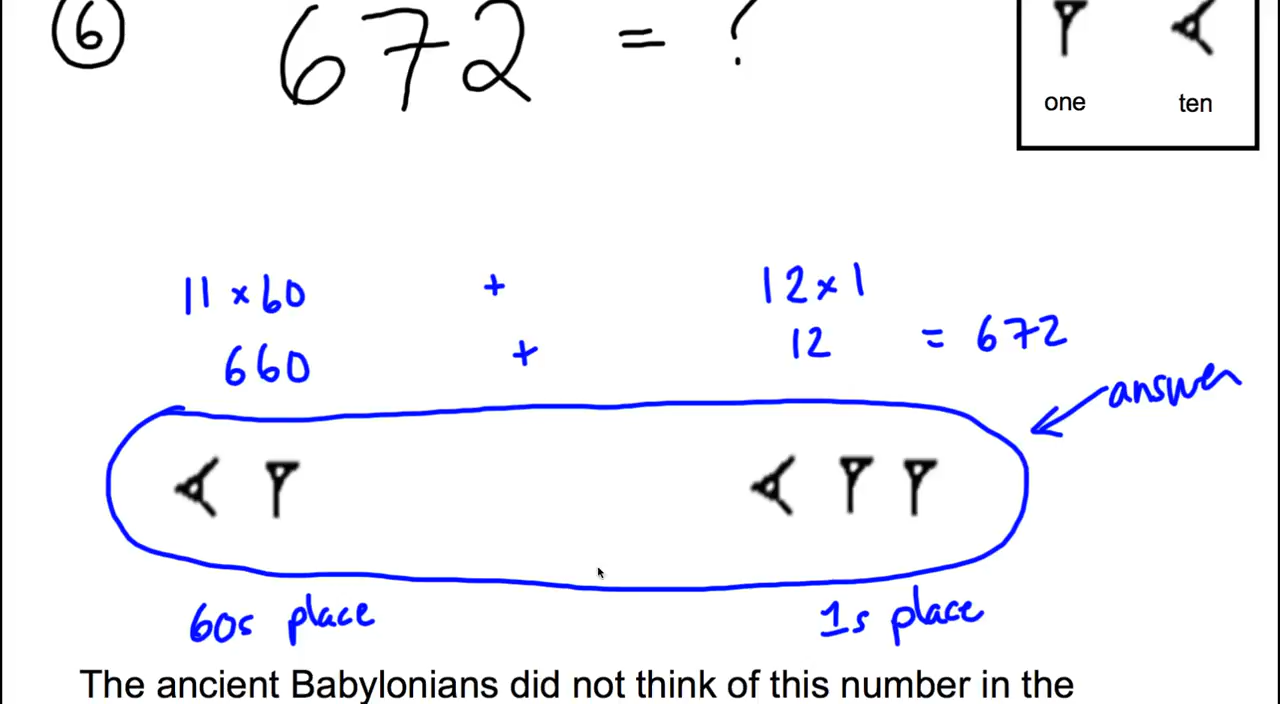 6 672 = ?
one ten
11 × 60 + 12 × 1
660 + 12 = 672
answer
60s place 1s place
The ancient Babylonians did not think of this number in the